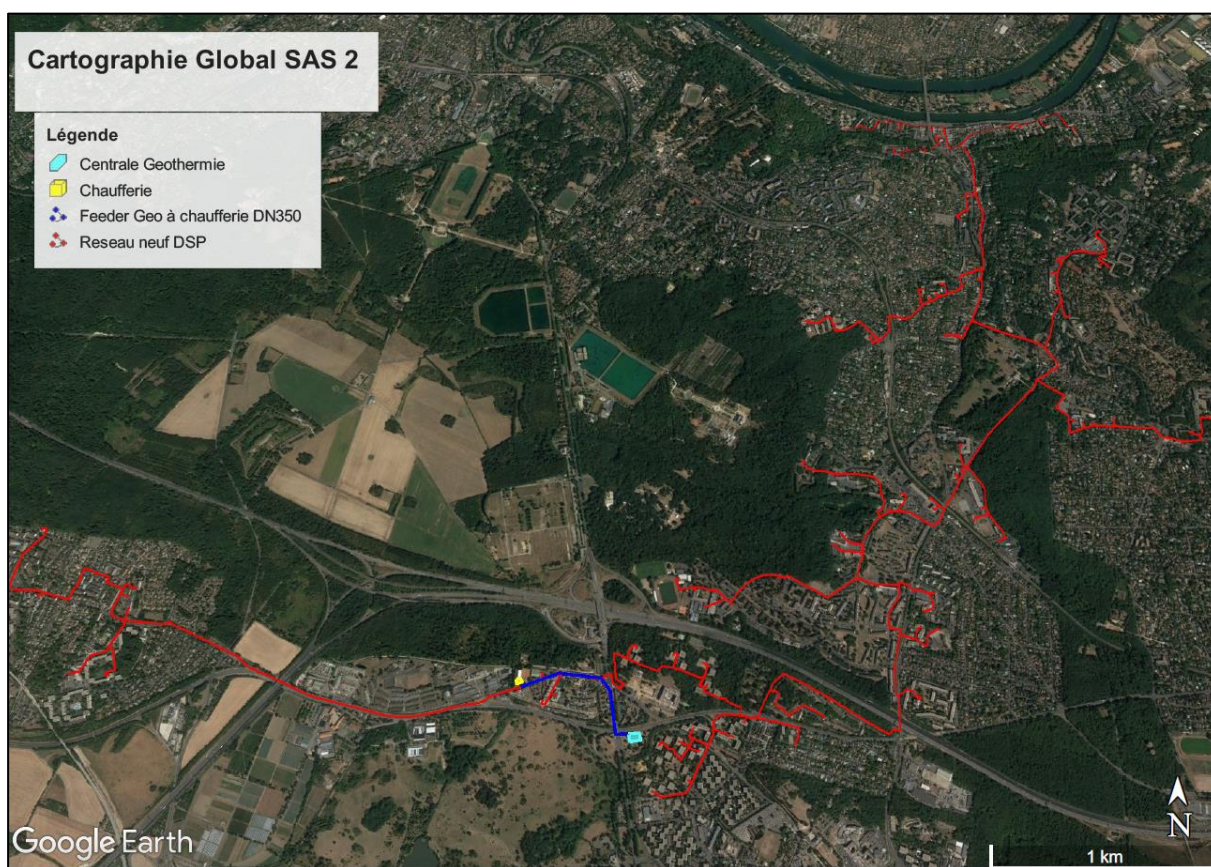 Cartographie Global SAS 2
Légende
Centrale Geothermie
Chaufferie
Feeder Geo à chaufferie DN350
Reseau neuf DSP
Google Earth
N
1 km